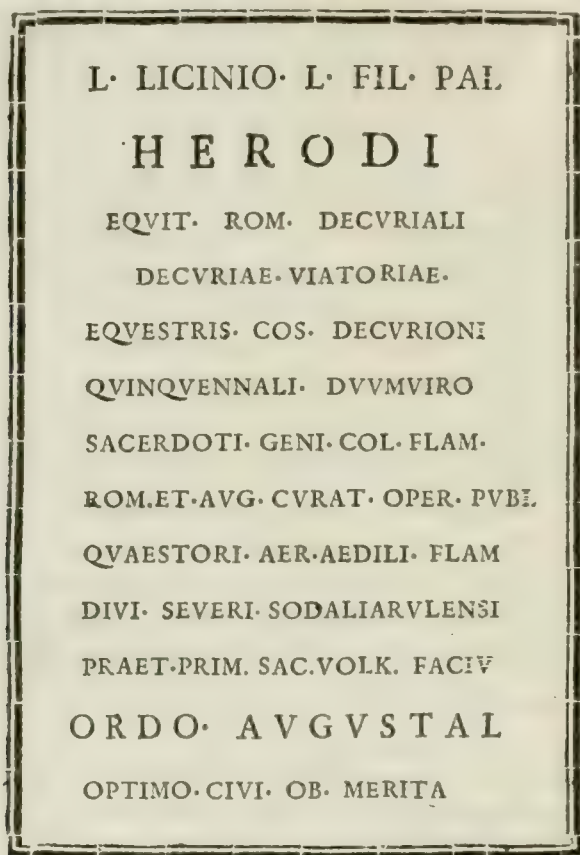 L· LICINIO· L· FIL· PAL
HERODI
EQVIT· ROM· DECVRIALI
DECVRIAE· VIATORIAE·
EQVESTRIS· COS· DECVRIONI
QVINQVENNALI· DVVMVIRO
SACERDOTI· GENI· COL· FLAM·
ROM.ET·AVG· CVRAT· OPER· PVBL
QVAESTORI· AER·AEDILI· FLAM
DIVI· SEVERI· SODALIARVLENSI
PRAET·PRIM. SAC.VOLK. FACIV
ORDO· AVGVSTAL
OPTIMO·CIVI· OB· MERITA